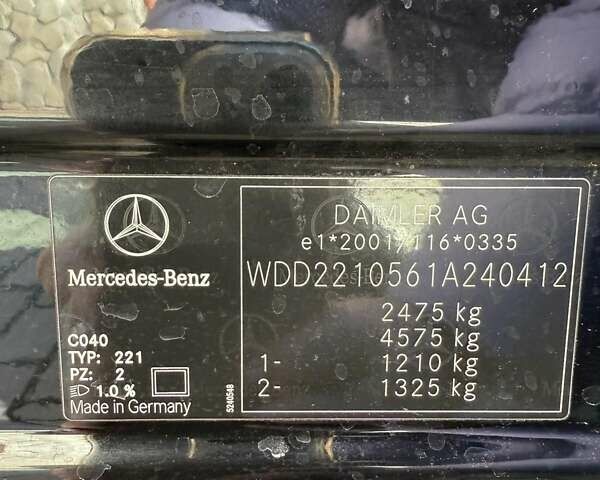 Mercedes-Benz
C040
TYP: 221
PZ: 2
1.0 %
Made in Germany
5240548
DAIMLER AG
e1*2001/116*0335
WDD2210561A240412
2475 kg
4575 kg
1- 1210 kg
2- 1325 kg